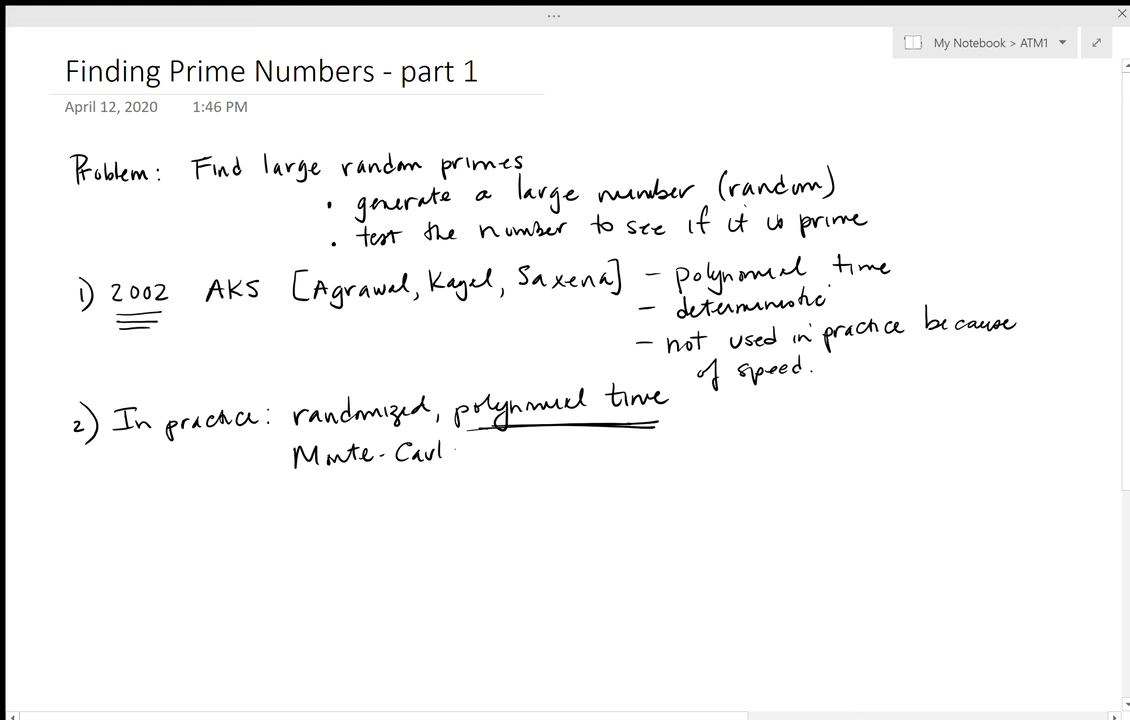 My Notebook > ATM1
Finding Prime Numbers - part 1
April 12, 2020 1:46 PM
Problem: Find large random primes
• generate a large number (random)
• test the number to see if it is prime
1) 2002 AKS [Agrawal, Kayel, Saxena] – polynomial time
– deterministic
– not used in practice because
of speed.
2) In practice: randomized, polynomial time
Monte-Carl